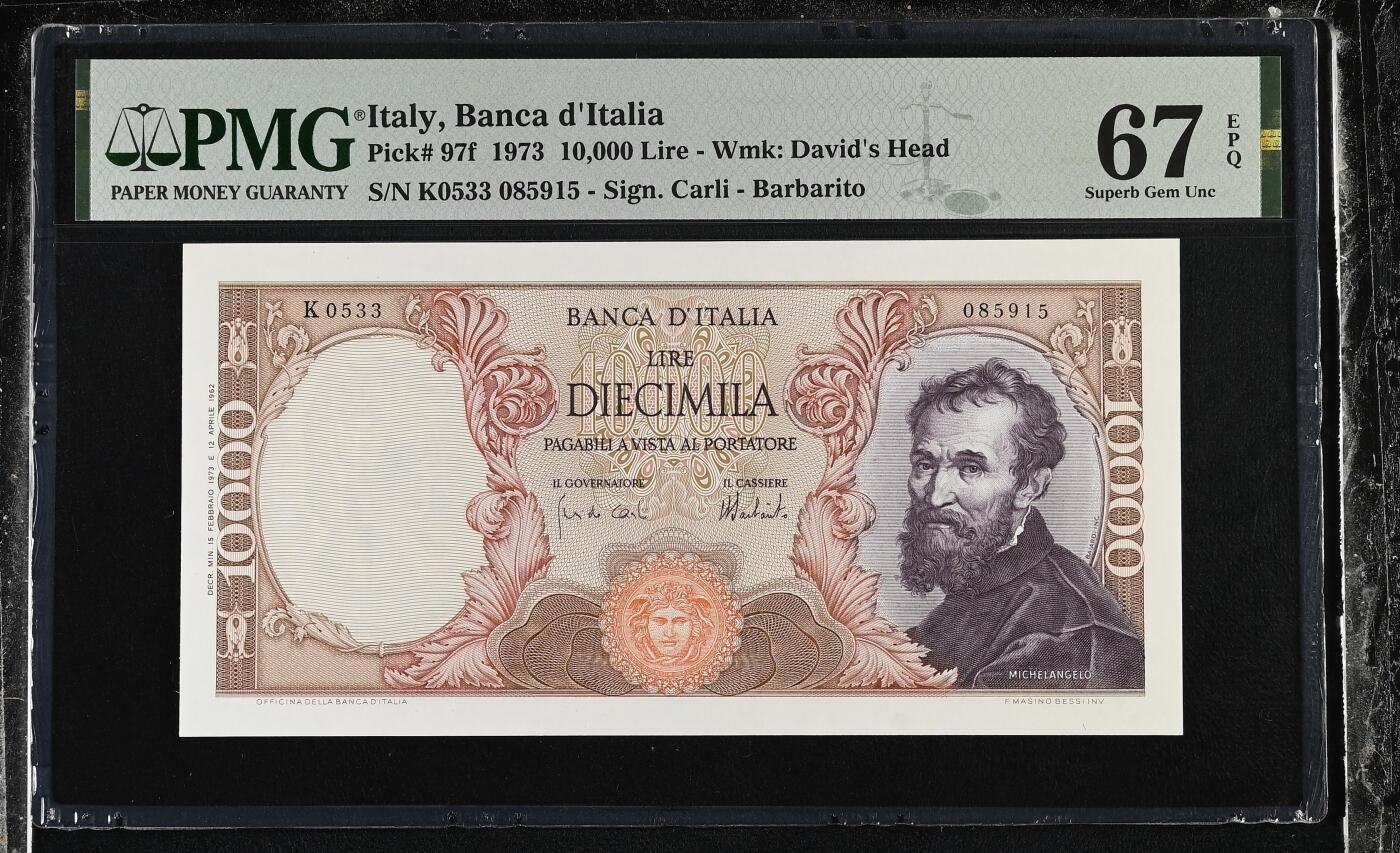 PMG®
PAPER MONEY GUARANTY
Italy, Banca d'Italia
Pick# 97f 1973 10,000 Lire - Wmk: David's Head
S/N K0533 085915 - Sign. Carli - Barbarito
67
EPQ
Superb Gem Unc
K0533
085915
BANCA D'ITALIA
10000
LIRE
DIECIMILA
PAGABILI A VISTA AL PORTATORE
IL GOVERNATORE
IL CASSIERE
10000
10000
DECR. MIN. 15 FEBBRAIO 1973 E 12 APRILE 1962
MICHELANGELO
OFFICINA DELLA BANCA D'ITALIA
F. MASINO BESSI INV.